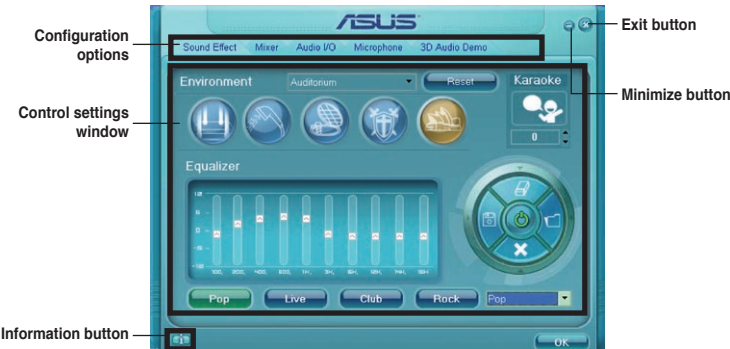 ASUS
Exit button
Configuration options
Sound Effect Mixer Audio I/O Microphone 3D Audio Demo
Environment Auditorium Reset Karaoke
Minimize button
Control settings window
0
Equalizer
Pop Live Club Rock Pop
Information button
OK